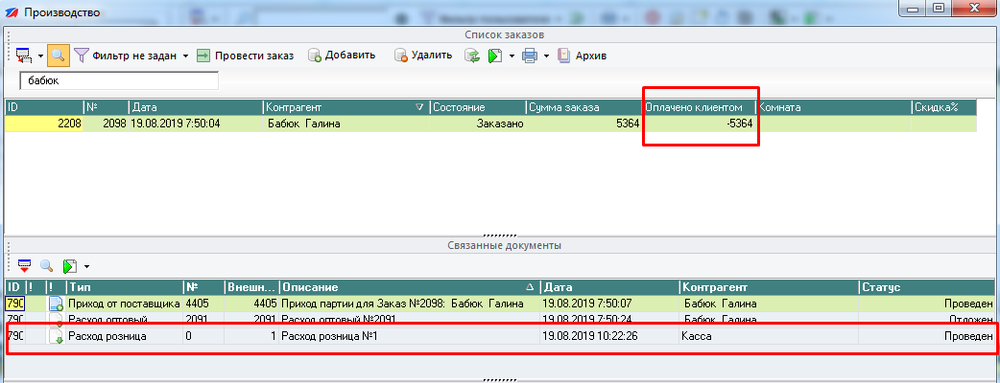 Производство
Список заказов
Фильтр не задан Провести заказ Добавить Удалить Архив
бабюк
ID № Дата Контрагент Состояние Сумма заказа Оплачено клиентом Комната Скидка%
2208 2098 19.08.2019 7:50:04 Бабюк Галина Заказано 5364 -5364
Связанные документы
ID ! ! Тип № Внешн... Описание Дата Контрагент Статус
790 Приход от поставщика 4405 4405 Приход партии для Заказ №2098: Бабюк Галина 19.08.2019 7:50:07 Бабюк Галина Проведен
790 Расход оптовый 2091 2091 Расход оптовый №2091 19.08.2019 7:50:24 Бабюк Галина Отложен
790 Расход розница 0 1 Расход розница №1 19.08.2019 10:22:26 Касса Проведен